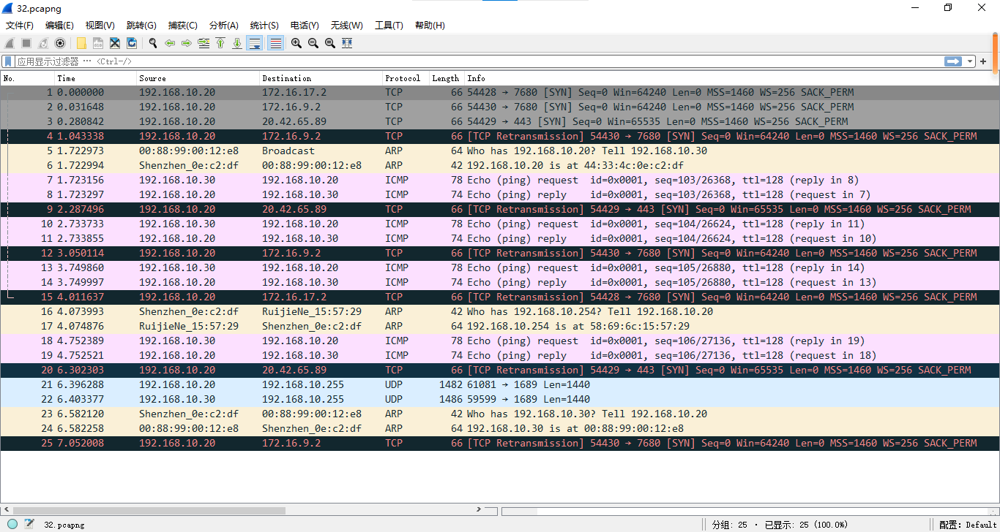 32.pcapng
文件(F) 编辑(E) 视图(V) 跳转(G) 捕获(C) 分析(A) 统计(S) 电话(Y) 无线(W) 工具(T) 帮助(H)
应用显示过滤器 … <Ctrl-/>
No. Time Source Destination Protocol Length Info
1 0.000000 192.168.10.20 172.16.17.2 TCP 66 54428 → 7680 [SYN] Seq=0 Win=64240 Len=0 MSS=1460 WS=256 SACK_PERM
2 0.031648 192.168.10.20 172.16.9.2 TCP 66 54430 → 7680 [SYN] Seq=0 Win=64240 Len=0 MSS=1460 WS=256 SACK_PERM
3 0.280842 192.168.10.20 20.42.65.89 TCP 66 54429 → 443 [SYN] Seq=0 Win=65535 Len=0 MSS=1460 WS=256 SACK_PERM
4 1.043338 192.168.10.20 172.16.9.2 TCP 66 [TCP Retransmission] 54430 → 7680 [SYN] Seq=0 Win=64240 Len=0 MSS=1460 WS=256 SACK_PERM
5 1.722973 00:88:99:00:12:e8 Broadcast ARP 64 Who has 192.168.10.20? Tell 192.168.10.30
6 1.722994 Shenzhen_0e:c2:df 00:88:99:00:12:e8 ARP 42 192.168.10.20 is at 44:33:4c:0e:c2:df
7 1.723156 192.168.10.30 192.168.10.20 ICMP 78 Echo (ping) request id=0x0001, seq=103/26368, ttl=128 (reply in 8)
8 1.723297 192.168.10.20 192.168.10.30 ICMP 74 Echo (ping) reply id=0x0001, seq=103/26368, ttl=128 (request in 7)
9 2.287496 192.168.10.20 20.42.65.89 TCP 66 [TCP Retransmission] 54429 → 443 [SYN] Seq=0 Win=65535 Len=0 MSS=1460 WS=256 SACK_PERM
10 2.733733 192.168.10.30 192.168.10.20 ICMP 78 Echo (ping) request id=0x0001, seq=104/26624, ttl=128 (reply in 11)
11 2.733855 192.168.10.20 192.168.10.30 ICMP 74 Echo (ping) reply id=0x0001, seq=104/26624, ttl=128 (request in 10)
12 3.050114 192.168.10.20 172.16.9.2 TCP 66 [TCP Retransmission] 54430 → 7680 [SYN] Seq=0 Win=64240 Len=0 MSS=1460 WS=256 SACK_PERM
13 3.749860 192.168.10.30 192.168.10.20 ICMP 78 Echo (ping) request id=0x0001, seq=105/26880, ttl=128 (reply in 14)
14 3.749997 192.168.10.20 192.168.10.30 ICMP 74 Echo (ping) reply id=0x0001, seq=105/26880, ttl=128 (request in 13)
15 4.011637 192.168.10.20 172.16.17.2 TCP 66 [TCP Retransmission] 54428 → 7680 [SYN] Seq=0 Win=64240 Len=0 MSS=1460 WS=256 SACK_PERM
16 4.073993 Shenzhen_0e:c2:df RuijieNe_15:57:29 ARP 42 Who has 192.168.10.254? Tell 192.168.10.20
17 4.074876 RuijieNe_15:57:29 Shenzhen_0e:c2:df ARP 64 192.168.10.254 is at 58:69:6c:15:57:29
18 4.752389 192.168.10.30 192.168.10.20 ICMP 78 Echo (ping) request id=0x0001, seq=106/27136, ttl=128 (reply in 19)
19 4.752521 192.168.10.20 192.168.10.30 ICMP 74 Echo (ping) reply id=0x0001, seq=106/27136, ttl=128 (request in 18)
20 6.302303 192.168.10.20 20.42.65.89 TCP 66 [TCP Retransmission] 54429 → 443 [SYN] Seq=0 Win=65535 Len=0 MSS=1460 WS=256 SACK_PERM
21 6.396288 192.168.10.20 192.168.10.255 UDP 1482 61081 → 1689 Len=1440
22 6.403377 192.168.10.30 192.168.10.255 UDP 1486 59599 → 1689 Len=1440
23 6.582120 Shenzhen_0e:c2:df 00:88:99:00:12:e8 ARP 42 Who has 192.168.10.30? Tell 192.168.10.20
24 6.582258 00:88:99:00:12:e8 Shenzhen_0e:c2:df ARP 64 192.168.10.30 is at 00:88:99:00:12:e8
25 7.052008 192.168.10.20 172.16.9.2 TCP 66 [TCP Retransmission] 54430 → 7680 [SYN] Seq=0 Win=64240 Len=0 MSS=1460 WS=256 SACK_PERM
32.pcapng 分组: 25 · 已显示: 25 (100.0%) 配置: Default